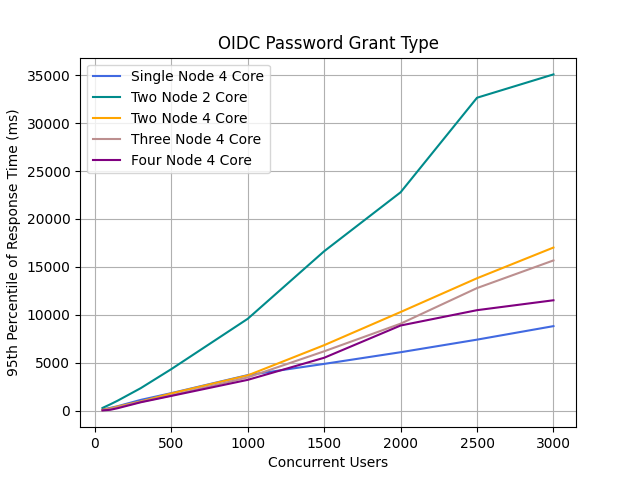 OIDC Password Grant Type
95th Percentile of Response Time (ms)
35000
30000
25000
20000
15000
10000
5000
0
Single Node 4 Core
Two Node 2 Core
Two Node 4 Core
Three Node 4 Core
Four Node 4 Core
0 500 1000 1500 2000 2500 3000
Concurrent Users